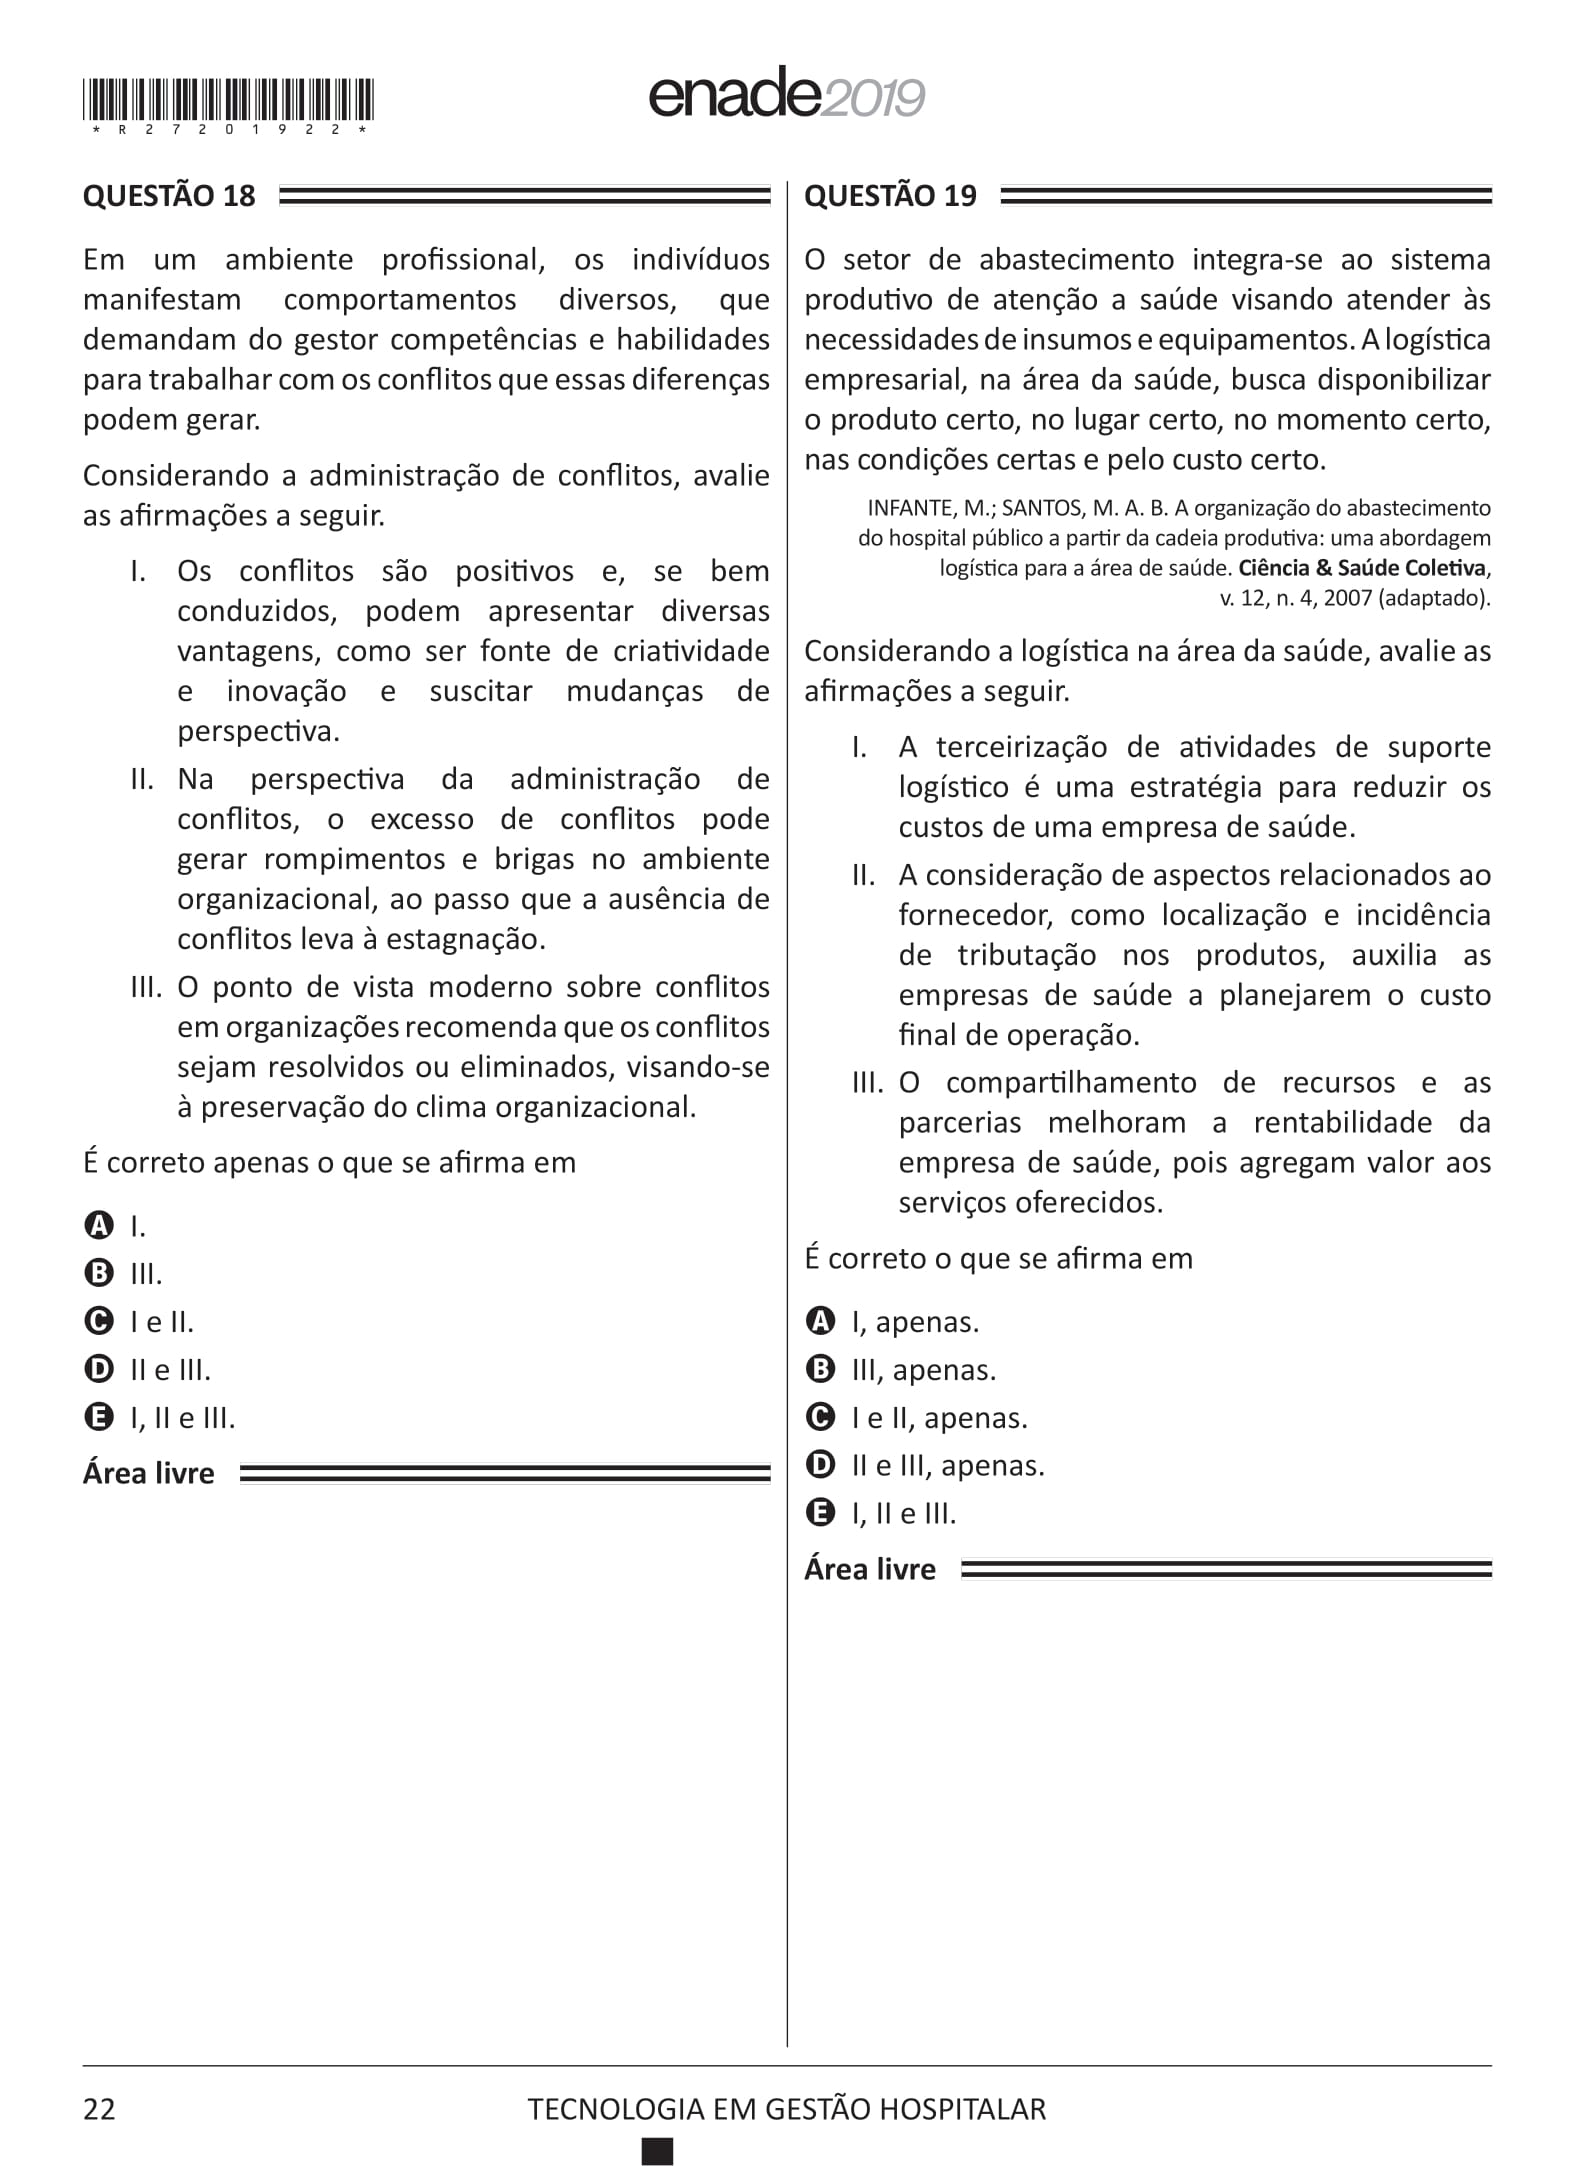 *R27201922*
enade2019
QUESTÃO 18
Em um ambiente profissional, os indivíduos
manifestam comportamentos diversos, que
demandam do gestor competências e habilidades
para trabalhar com os conflitos que essas diferenças
podem gerar.
Considerando a administração de conflitos, avalie
as afirmações a seguir.
I. Os conflitos são positivos e, se bem
conduzidos, podem apresentar diversas
vantagens, como ser fonte de criatividade
e inovação e suscitar mudanças de
perspectiva.
II. Na perspectiva da administração de
conflitos, o excesso de conflitos pode
gerar rompimentos e brigas no ambiente
organizacional, ao passo que a ausência de
conflitos leva à estagnação.
III. O ponto de vista moderno sobre conflitos
em organizações recomenda que os conflitos
sejam resolvidos ou eliminados, visando-se
à preservação do clima organizacional.
É correto apenas o que se afirma em
A I.
B III.
C I e II.
D II e III.
E I, II e III.
Área livre
QUESTÃO 19
O setor de abastecimento integra-se ao sistema
produtivo de atenção a saúde visando atender às
necessidades de insumos e equipamentos. A logística
empresarial, na área da saúde, busca disponibilizar
o produto certo, no lugar certo, no momento certo,
nas condições certas e pelo custo certo.
INFANTE, M.; SANTOS, M. A. B. A organização do abastecimento
do hospital público a partir da cadeia produtiva: uma abordagem
logística para a área de saúde. Ciência & Saúde Coletiva,
v. 12, n. 4, 2007 (adaptado).
Considerando a logística na área da saúde, avalie as
afirmações a seguir.
I. A terceirização de atividades de suporte
logístico é uma estratégia para reduzir os
custos de uma empresa de saúde.
II. A consideração de aspectos relacionados ao
fornecedor, como localização e incidência
de tributação nos produtos, auxilia as
empresas de saúde a planejarem o custo
final de operação.
III. O compartilhamento de recursos e as
parcerias melhoram a rentabilidade da
empresa de saúde, pois agregam valor aos
serviços oferecidos.
É correto o que se afirma em
A I, apenas.
B III, apenas.
C I e II, apenas.
D II e III, apenas.
E I, II e III.
Área livre
22
TECNOLOGIA EM GESTÃO HOSPITALAR